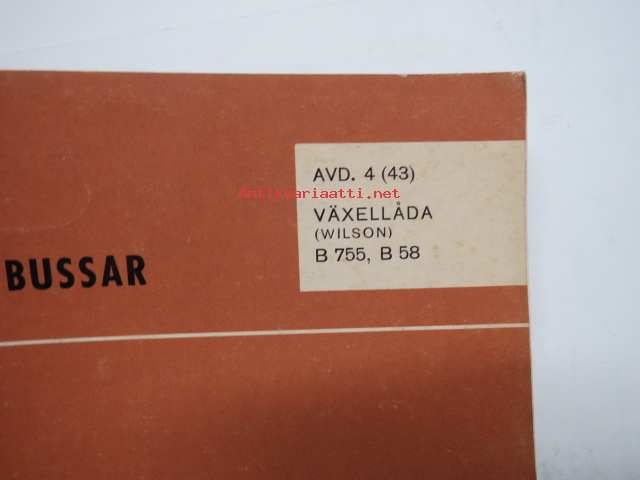 AVD. 4 (43)
Antikvariaatti.net
VÄXELLÅDA
(WILSON)
B 755, B 58
BUSSAR